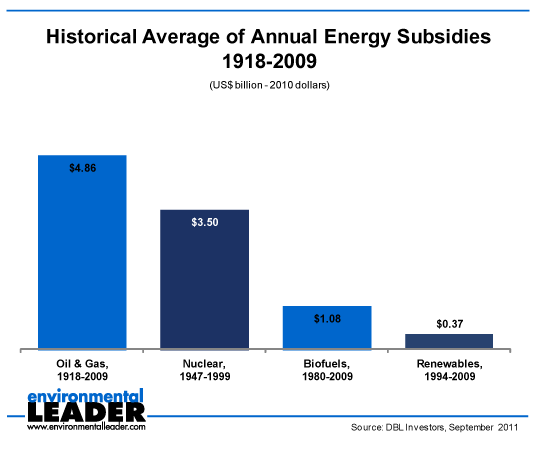 Historical Average of Annual Energy Subsidies
1918-2009
(US$ billion - 2010 dollars)
$4.86
$3.50
$1.08
$0.37
Oil & Gas,
1918-2009
Nuclear,
1947-1999
Biofuels,
1980-2009
Renewables,
1994-2009
environmental
LEADER
www.environmentalleader.com
Source: DBL Investors, September 2011